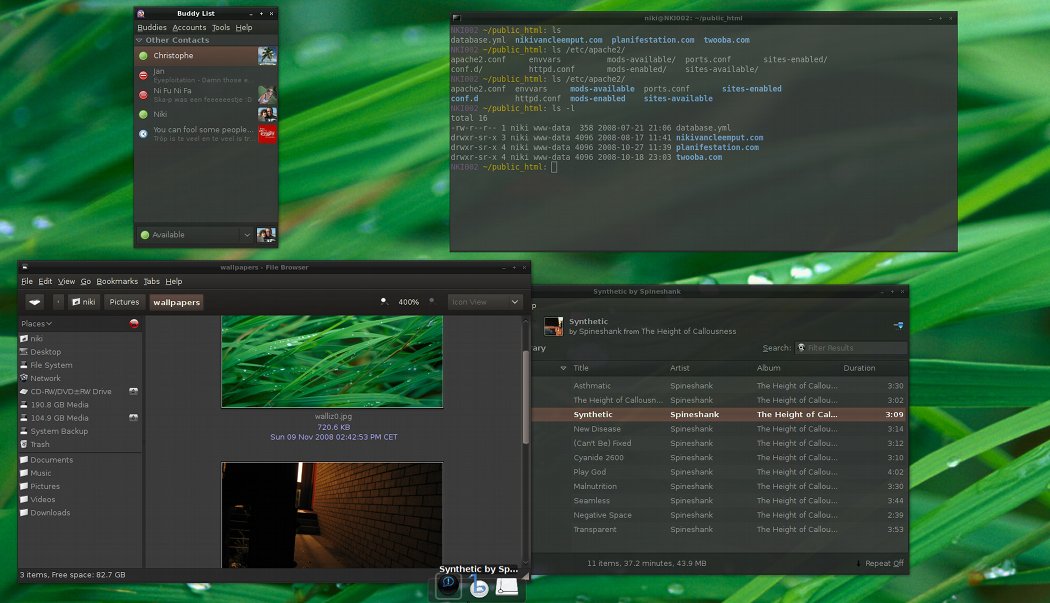 Buddy List
Buddies Accounts Tools Help
Other Contacts
Christophe
Jan
Eyeploitation - Damn those e...
Ni Fu Ni Fa
Ska-p was een feeeeeestje :D
Niki
You can fool some people...
Trôp is te veel en te veel is tr...
Available
niki@NKI002: ~/public_html
NKI002 ~/public_html: ls
database.yml nikivancleemput.com planifestation.com twooba.com
NKI002 ~/public_html: ls /etc/apache2/
apache2.conf envvars mods-available/ ports.conf sites-enabled/
conf.d/ httpd.conf mods-enabled/ sites-available/
NKI002 ~/public_html: ls /etc/apache2/
apache2.conf envvars mods-available ports.conf sites-enabled
conf.d httpd.conf mods-enabled sites-available
NKI002 ~/public_html: ls -l
total 16
-rw-r--r-- 1 niki www-data 358 2008-07-21 21:06 database.yml
drwxr-sr-x 3 niki www-data 4096 2008-08-17 11:41 nikivancleemput.com
drwxr-sr-x 4 niki www-data 4096 2008-10-27 11:39 planifestation.com
drwxr-sr-x 4 niki www-data 4096 2008-10-18 23:03 twooba.com
NKI002 ~/public_html:
wallpapers - File Browser
File Edit View Go Bookmarks Tabs Help
niki Pictures wallpapers 400% Icon View
Places
niki
Desktop
File System
Network
CD-RW/DVD±RW Drive
190.8 GB Media
104.9 GB Media
System Backup
Trash
Documents
Music
Pictures
Videos
Downloads
walliz0.jpg
720.6 KB
Sun 09 Nov 2008 02:42:53 PM CET
3 items, Free space: 82.7 GB
Synthetic by Spineshank
p
Synthetic
by Spineshank from The Height of Callousness
ary
Search: Filter Results
Title Artist Album Duration
Asthmatic Spineshank The Height of Callou... 3:30
The Height of Callousn... Spineshank The Height of Callou... 3:02
Synthetic Spineshank The Height of Cal... 3:09
New Disease Spineshank The Height of Callou... 3:14
(Can't Be) Fixed Spineshank The Height of Callou... 3:12
Cyanide 2600 Spineshank The Height of Callou... 3:10
Play God Spineshank The Height of Callou... 4:02
Malnutrition Spineshank The Height of Callou... 3:30
Seamless Spineshank The Height of Callou... 3:44
Negative Space Spineshank The Height of Callou... 2:39
Transparent Spineshank The Height of Callou... 3:53
11 items, 37.2 minutes, 43.9 MB
Repeat Off
Synthetic by Sp...